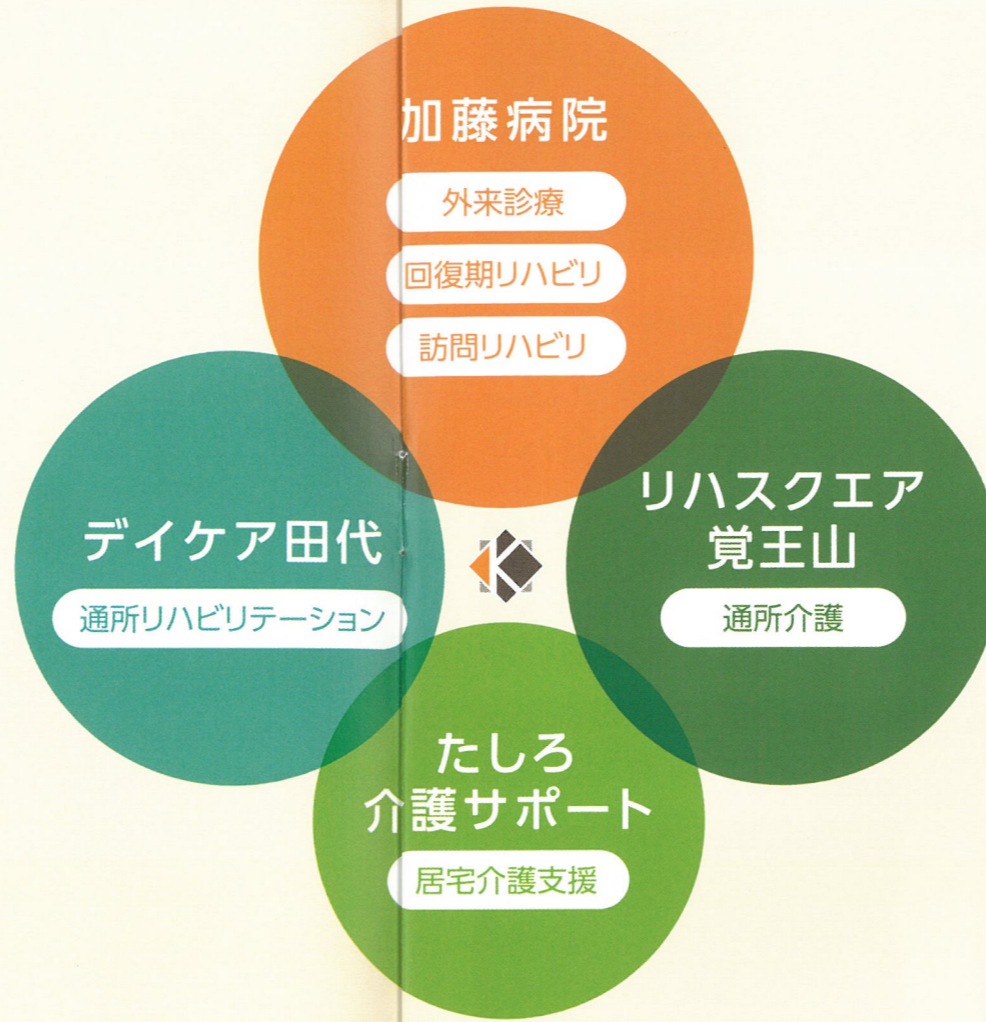 加藤病院
外来診療
回復期リハビリ
訪問リハビリ
デイケア田代
通所リハビリテーション
リハスクエア
覚王山
通所介護
K
たしろ
介護サポート
居宅介護支援